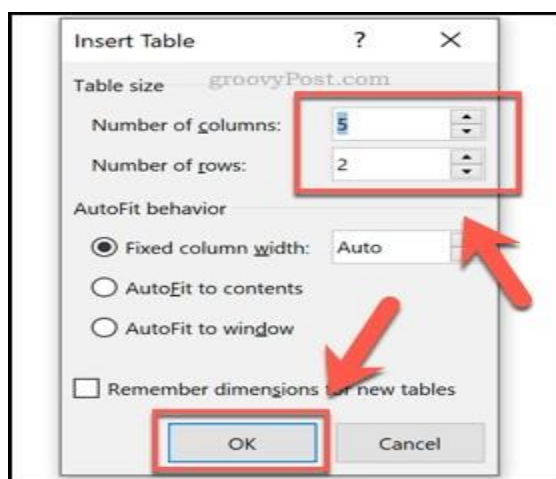 Insert Table ? ×
Table size groovyPost.com
Number of columns: 5
Number of rows: 2
AutoFit behavior
Fixed column width: Auto
AutoFit to contents
AutoFit to window
Remember dimensions for new tables
OK Cancel